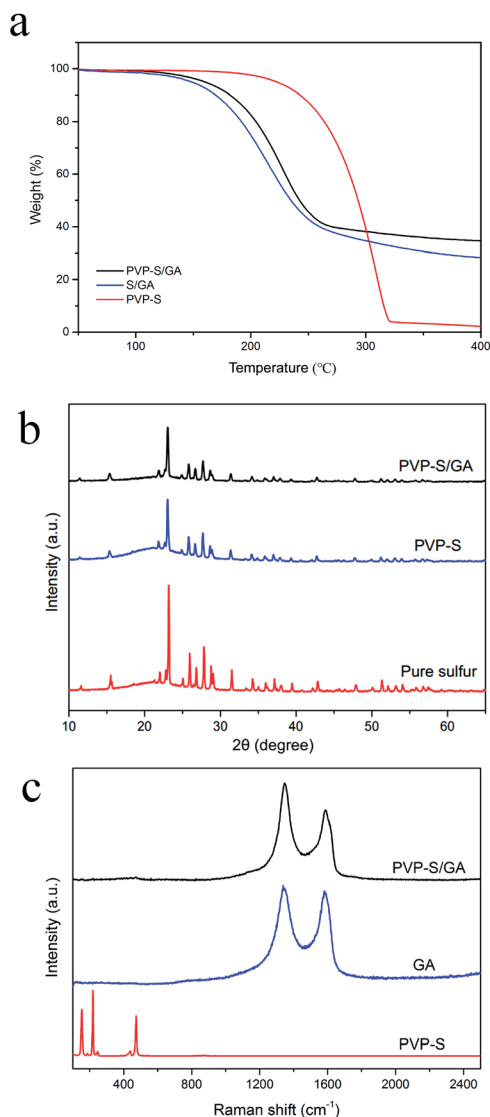 a
100
80
60
40
20
0
Weight (%)
PVP-S/GA
S/GA
PVP-S
100
200
300
400
Temperature (℃)
b
PVP-S/GA
PVP-S
Pure sulfur
Intensity (a.u.)
10
20
30
40
50
60
2θ (degree)
c
PVP-S/GA
GA
PVP-S
Intensity (a.u.)
400
800
1200
1600
2000
2400
Raman shift (cm⁻¹)